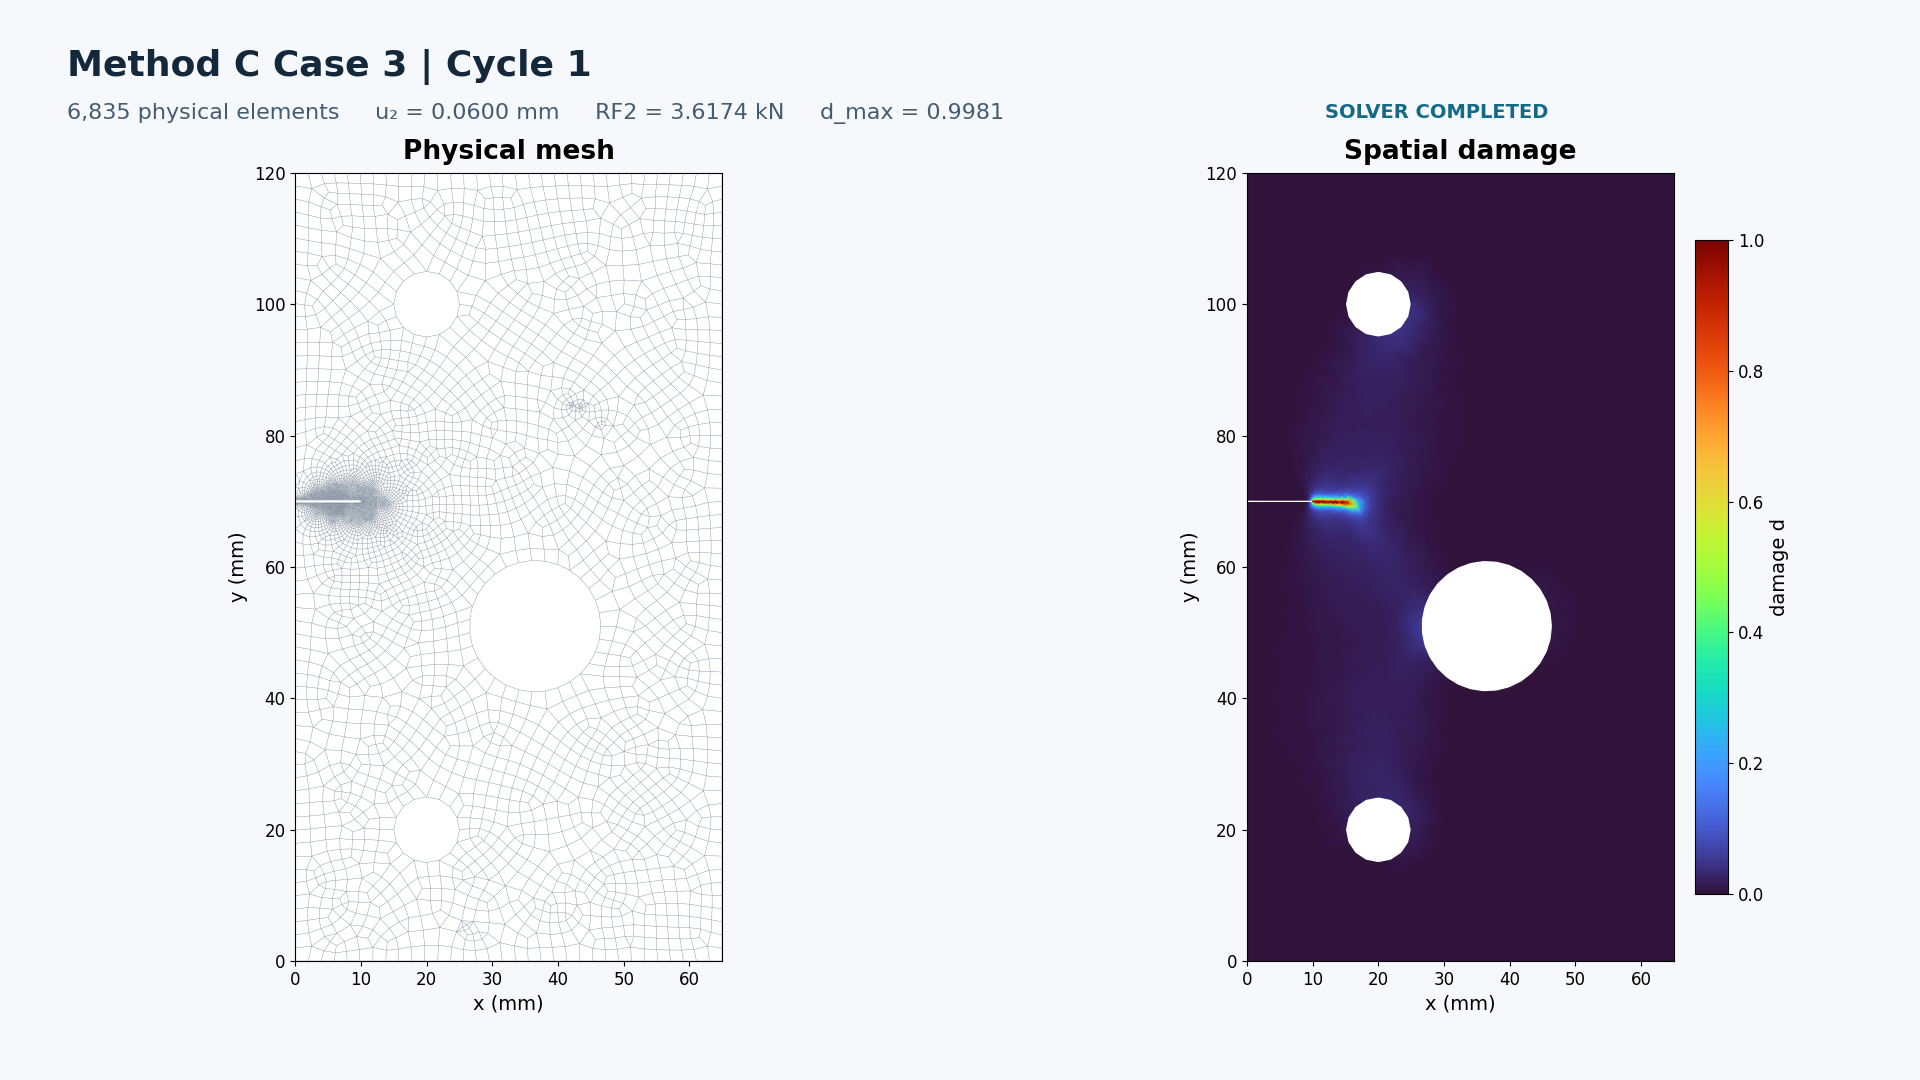 Method C Case 3 | Cycle 1
6,835 physical elements u₂ = 0.0600 mm RF2 = 3.6174 kN d_max = 0.9981
SOLVER COMPLETED
Physical mesh
120
100
80
60
40
20
0
y (mm)
0 10 20 30 40 50 60
x (mm)
Spatial damage
120
100
80
60
40
20
0
y (mm)
0 10 20 30 40 50 60
x (mm)
1.0
0.8
0.6
0.4
0.2
0.0
damage d